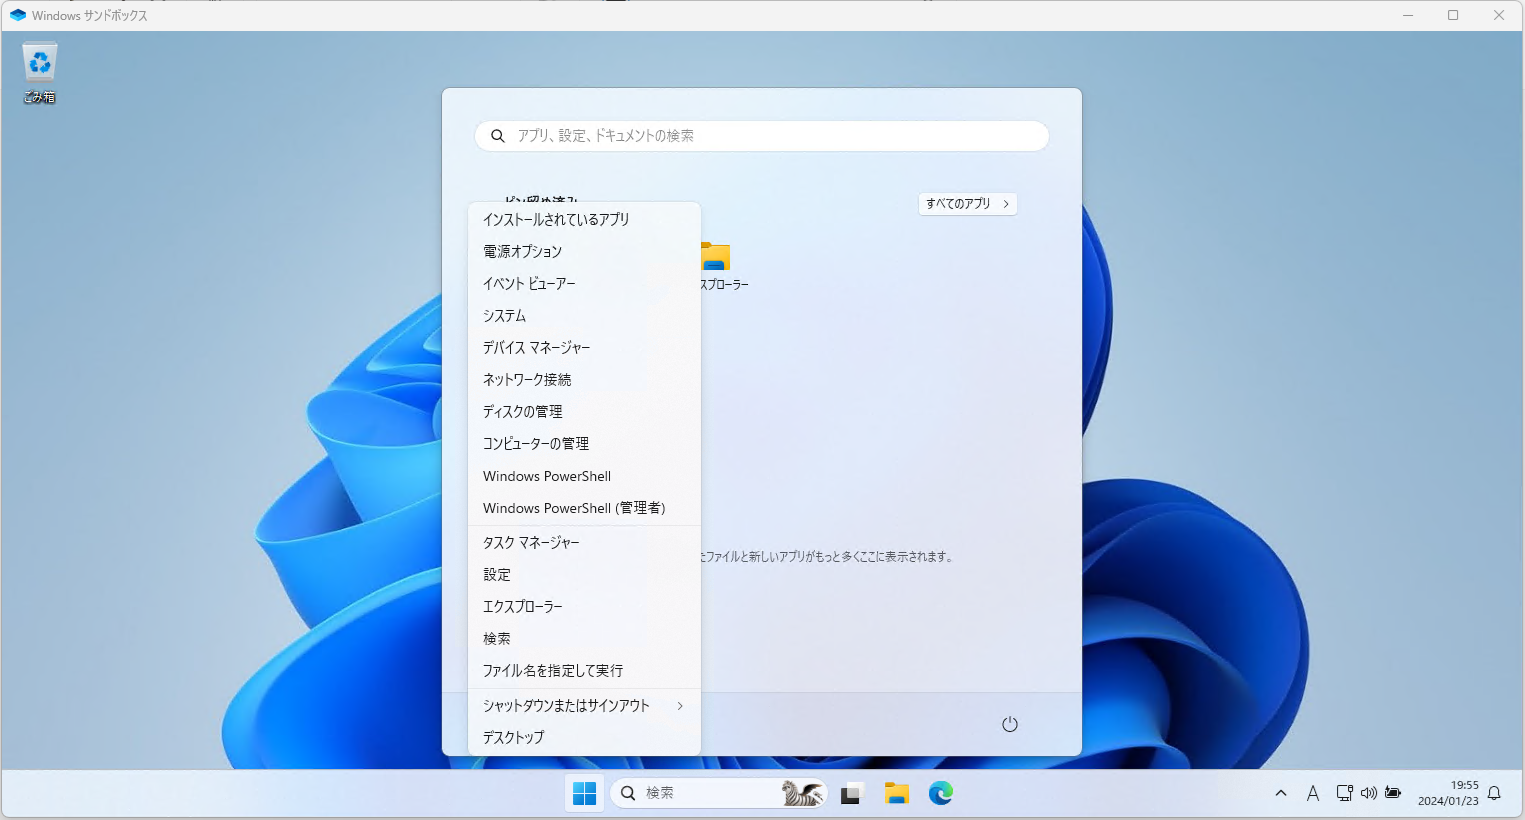 Windows サンドボックス
ごみ箱
アプリ、設定、ドキュメントの検索
ピン留め済み
すべてのアプリ
インストールされているアプリ
電源オプション
イベント ビューアー
スプローラー
システム
デバイス マネージャー
ネットワーク接続
ディスクの管理
コンピューターの管理
Windows PowerShell
Windows PowerShell (管理者)
タスク マネージャー
たファイルと新しいアプリがもっと多くここに表示されます。
設定
エクスプローラー
検索
ファイル名を指定して実行
シャットダウンまたはサインアウト
デスクトップ
検索
A
19:55
2024/01/23